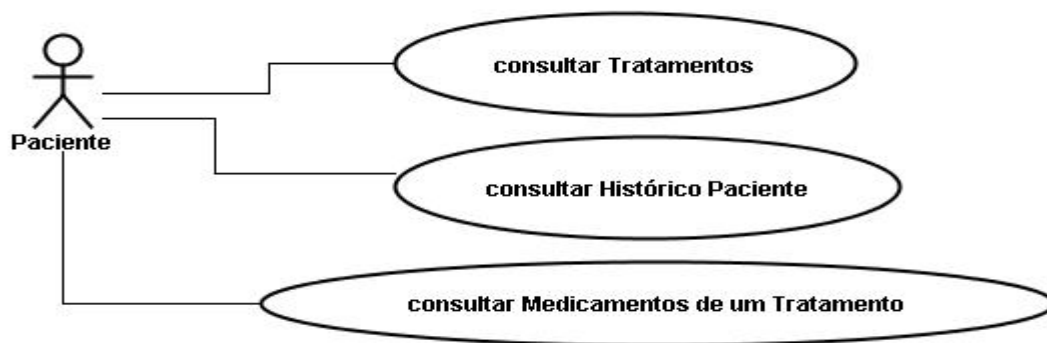 consultar Tratamentos
Paciente
consultar Histórico Paciente
consultar Medicamentos de um Tratamento